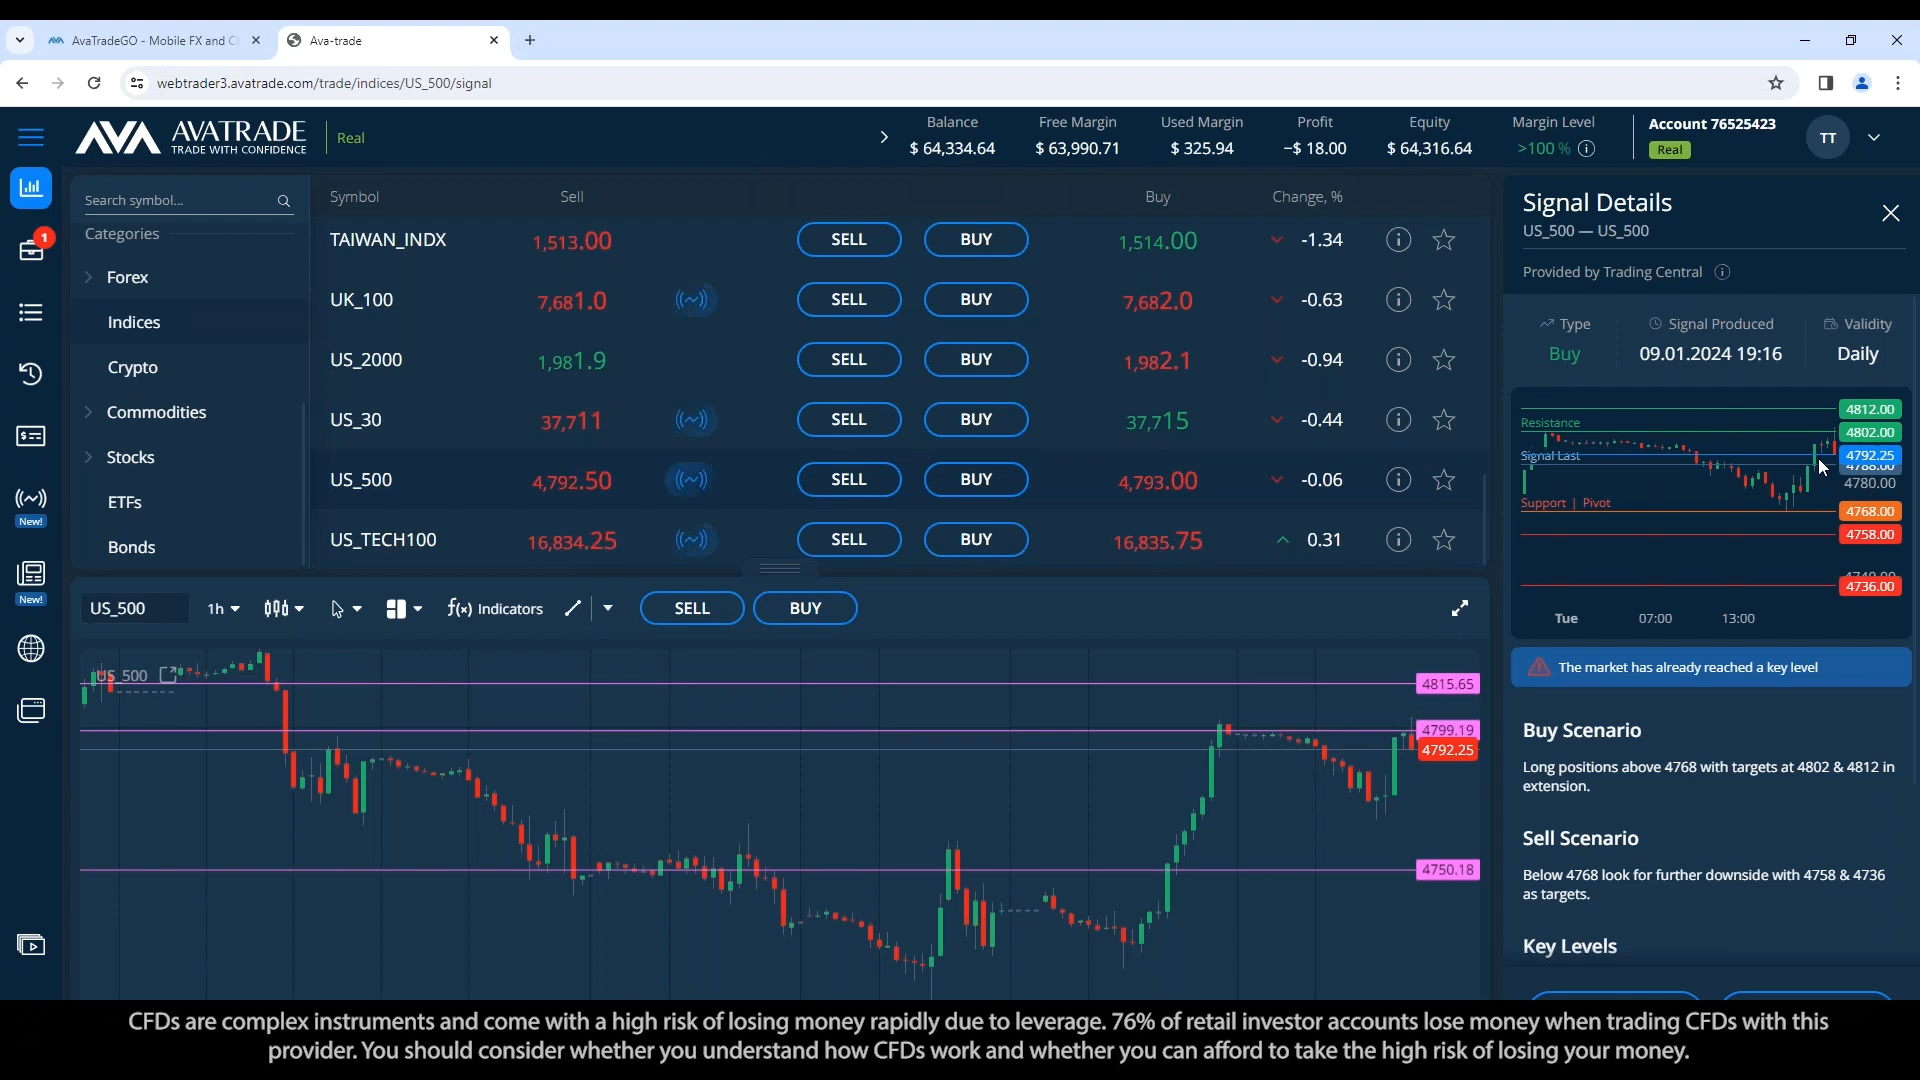 AvaTradeGO - Mobile FX and C
Ava-trade
webtrader3.avatrade.com/trade/indices/US_500/signal
AVA AVATRADE
TRADE WITH CONFIDENCE
Real
Balance
$ 64,334.64
Free Margin
$ 63,990.71
Used Margin
$ 325.94
Profit
−$ 18.00
Equity
$ 64,316.64
Margin Level
>100 %
Account 76525423
Real
TT
1
New!
New!
Search symbol...
Categories
Forex
Indices
Crypto
Commodities
Stocks
ETFs
Bonds
Symbol Sell Buy Change, %
TAIWAN_INDX 1,513.00 SELL BUY 1,514.00 -1.34
UK_100 7,681.0 SELL BUY 7,682.0 -0.63
US_2000 1,981.9 SELL BUY 1,982.1 -0.94
US_30 37,711 SELL BUY 37,715 -0.44
US_500 4,792.50 SELL BUY 4,793.00 -0.06
US_TECH100 16,834.25 SELL BUY 16,835.75 0.31
US_500 1h f(x) Indicators SELL BUY
US_500
4815.65
4799.19
4792.25
4750.18
Signal Details
US_500 — US_500
Provided by Trading Central
Type Signal Produced Validity
Buy 09.01.2024 19:16 Daily
4812.00
Resistance
4802.00
Signal Last
4792.25
4788.00
4780.00
Support | Pivot
4768.00
4758.00
4740.00
4736.00
Tue 07:00 13:00
The market has already reached a key level
Buy Scenario
Long positions above 4768 with targets at 4802 & 4812 in
extension.
Sell Scenario
Below 4768 look for further downside with 4758 & 4736
as targets.
Key Levels
CFDs are complex instruments and come with a high risk of losing money rapidly due to leverage. 76% of retail investor accounts lose money when trading CFDs with this
provider. You should consider whether you understand how CFDs work and whether you can afford to take the high risk of losing your money.